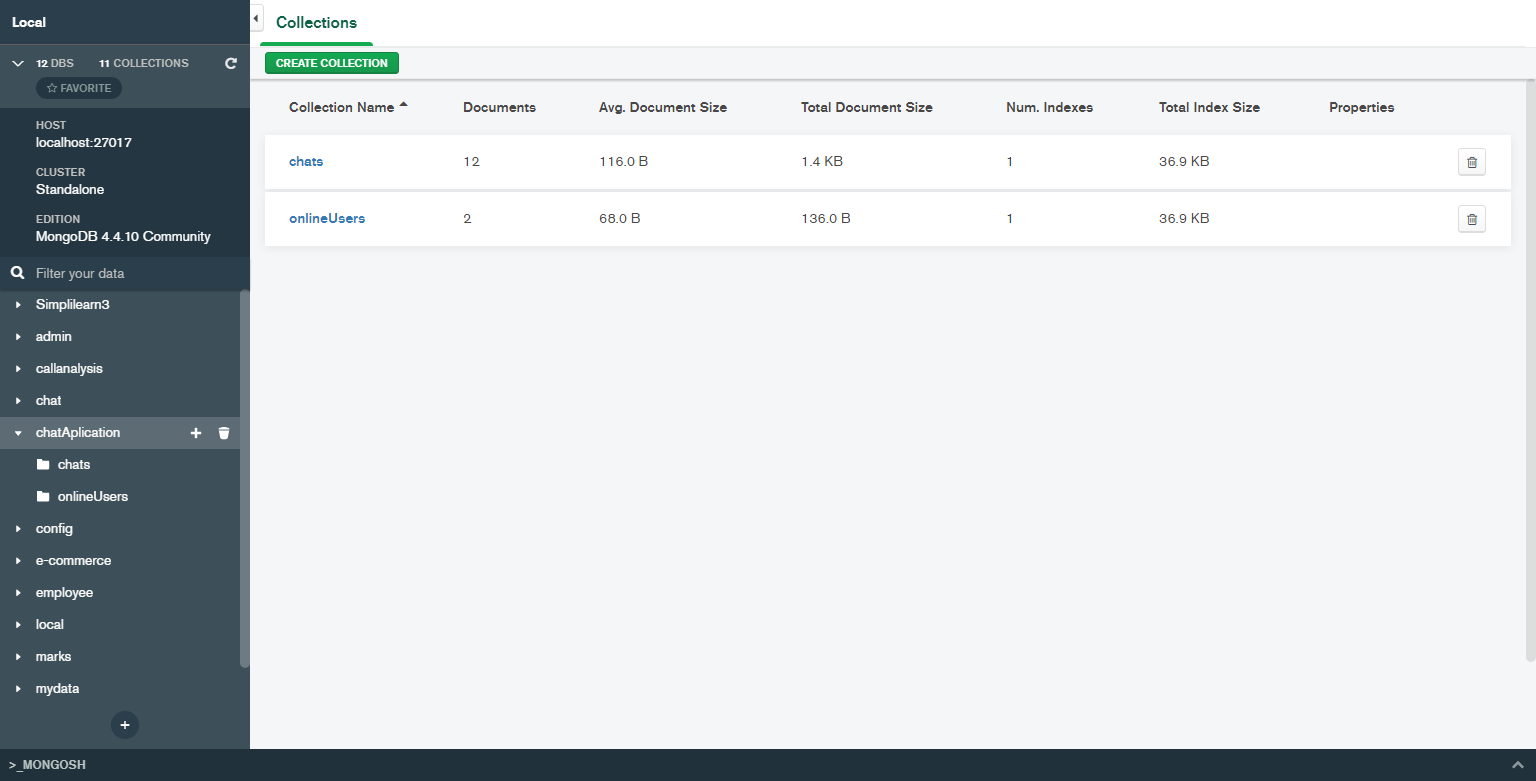 Local
12 DBS 11 COLLECTIONS
FAVORITE
HOST
localhost:27017
CLUSTER
Standalone
EDITION
MongoDB 4.4.10 Community
Filter your data
Simplilearn3
admin
callanalysis
chat
chatAplication
chats
onlineUsers
config
e-commerce
employee
local
marks
mydata
Collections
CREATE COLLECTION
Collection Name Documents Avg. Document Size Total Document Size Num. Indexes Total Index Size Properties
chats 12 116.0 B 1.4 KB 1 36.9 KB
onlineUsers 2 68.0 B 136.0 B 1 36.9 KB
>_MONGOSH